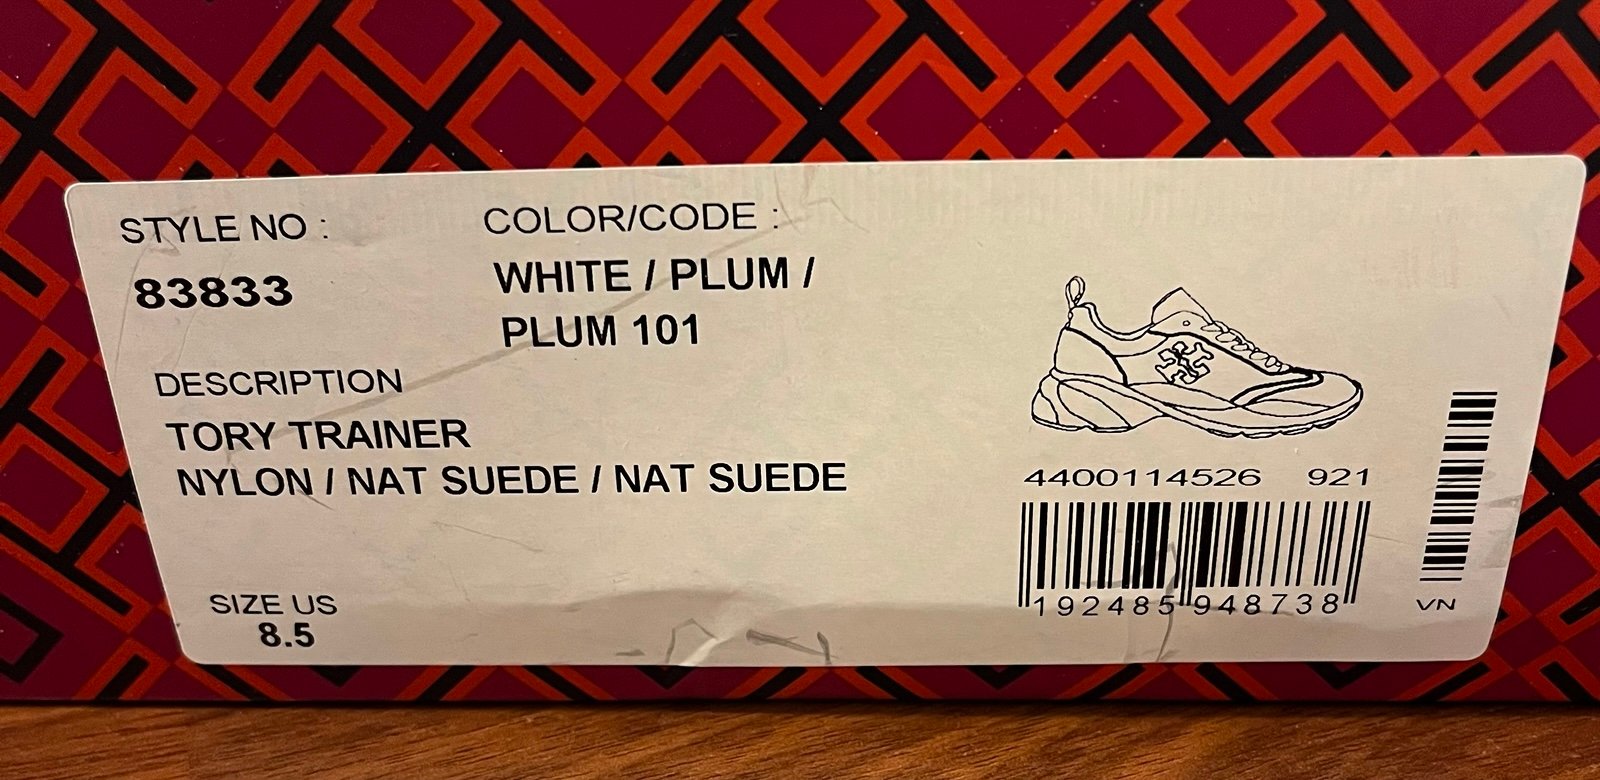 STYLE NO :
83833
COLOR/CODE :
WHITE / PLUM /
PLUM 101
DESCRIPTION
TORY TRAINER
NYLON / NAT SUEDE / NAT SUEDE
SIZE US
8.5
4400114526 921
192485 948738
VN